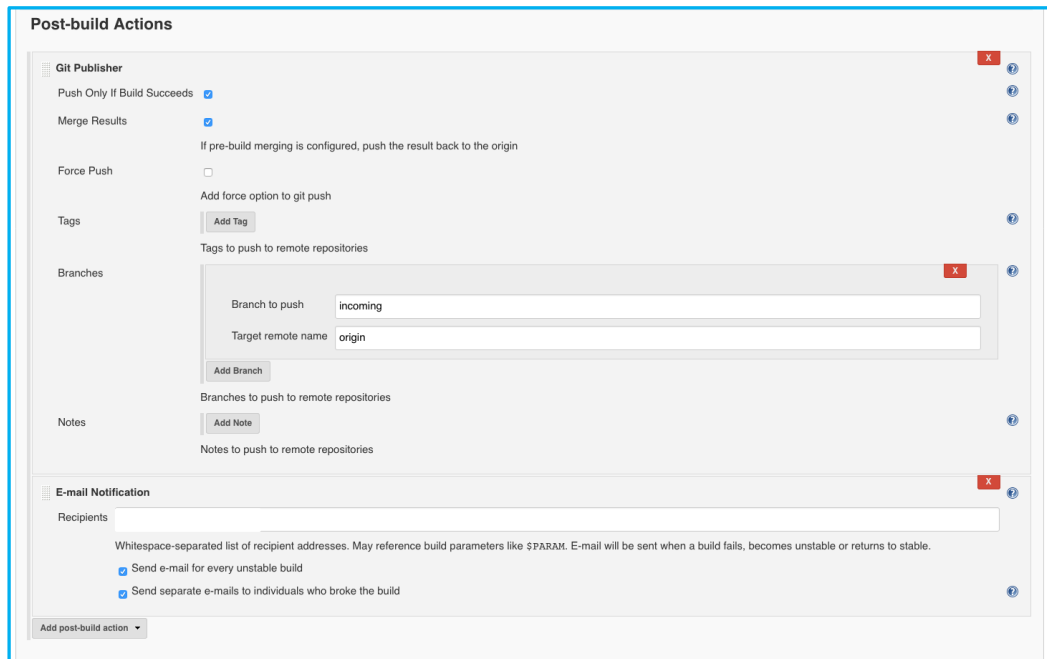 Post-build Actions
X
Git Publisher
Push Only If Build Succeeds
Merge Results
If pre-build merging is configured, push the result back to the origin
Force Push
Add force option to git push
Tags
Add Tag
Tags to push to remote repositories
Branches
X
Branch to push incoming
Target remote name origin
Add Branch
Branches to push to remote repositories
Notes
Add Note
Notes to push to remote repositories
X
E-mail Notification
Recipients
Whitespace-separated list of recipient addresses. May reference build parameters like $PARAM. E-mail will be sent when a build fails, becomes unstable or returns to stable.
Send e-mail for every unstable build
Send separate e-mails to individuals who broke the build
Add post-build action